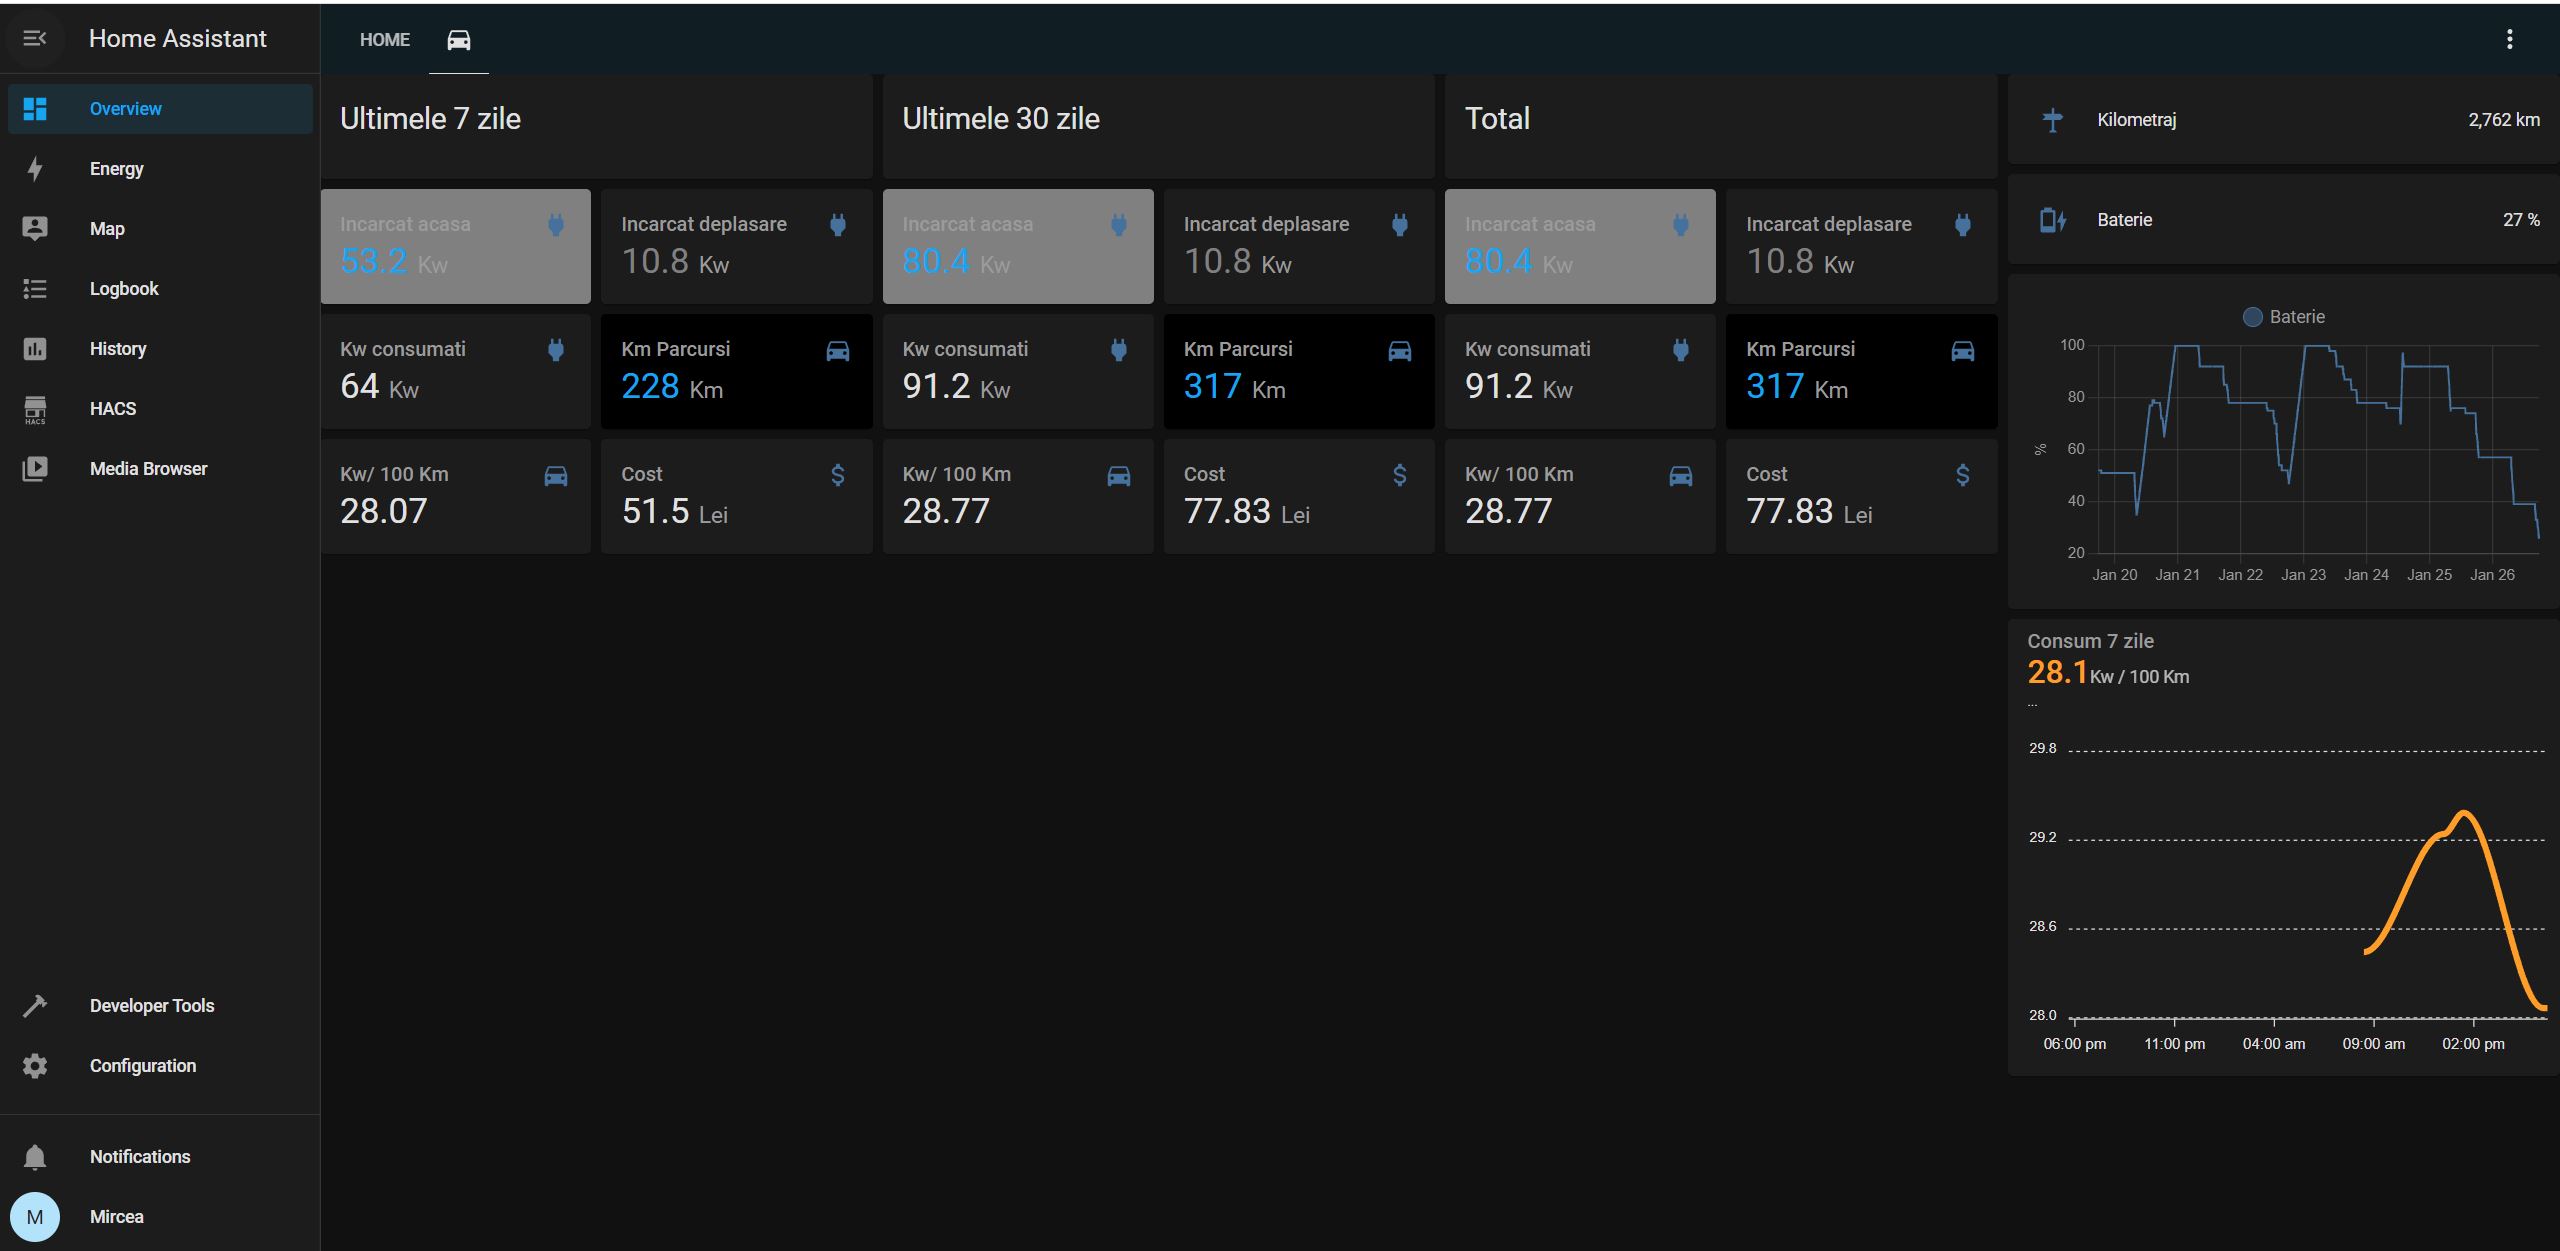 Home Assistant
Overview
Energy
Map
Logbook
History
HACS
HACS
Media Browser
Developer Tools
Configuration
Notifications
M
Mircea
HOME
Ultimele 7 zile
Incarcat acasa
53.2 Kw
Incarcat deplasare
10.8 Kw
Kw consumati
64 Kw
Km Parcursi
228 Km
Kw/ 100 Km
28.07
Cost
51.5 Lei
Ultimele 30 zile
Incarcat acasa
80.4 Kw
Incarcat deplasare
10.8 Kw
Kw consumati
91.2 Kw
Km Parcursi
317 Km
Kw/ 100 Km
28.77
Cost
77.83 Lei
Total
Incarcat acasa
80.4 Kw
Incarcat deplasare
10.8 Kw
Kw consumati
91.2 Kw
Km Parcursi
317 Km
Kw/ 100 Km
28.77
Cost
77.83 Lei
Kilometraj 2,762 km
Baterie 27 %
Baterie
100
80
60
40
20
%
Jan 20 Jan 21 Jan 22 Jan 23 Jan 24 Jan 25 Jan 26
Consum 7 zile
28.1 Kw / 100 Km
...
29.8
29.2
28.6
28.0
06:00 pm 11:00 pm 04:00 am 09:00 am 02:00 pm